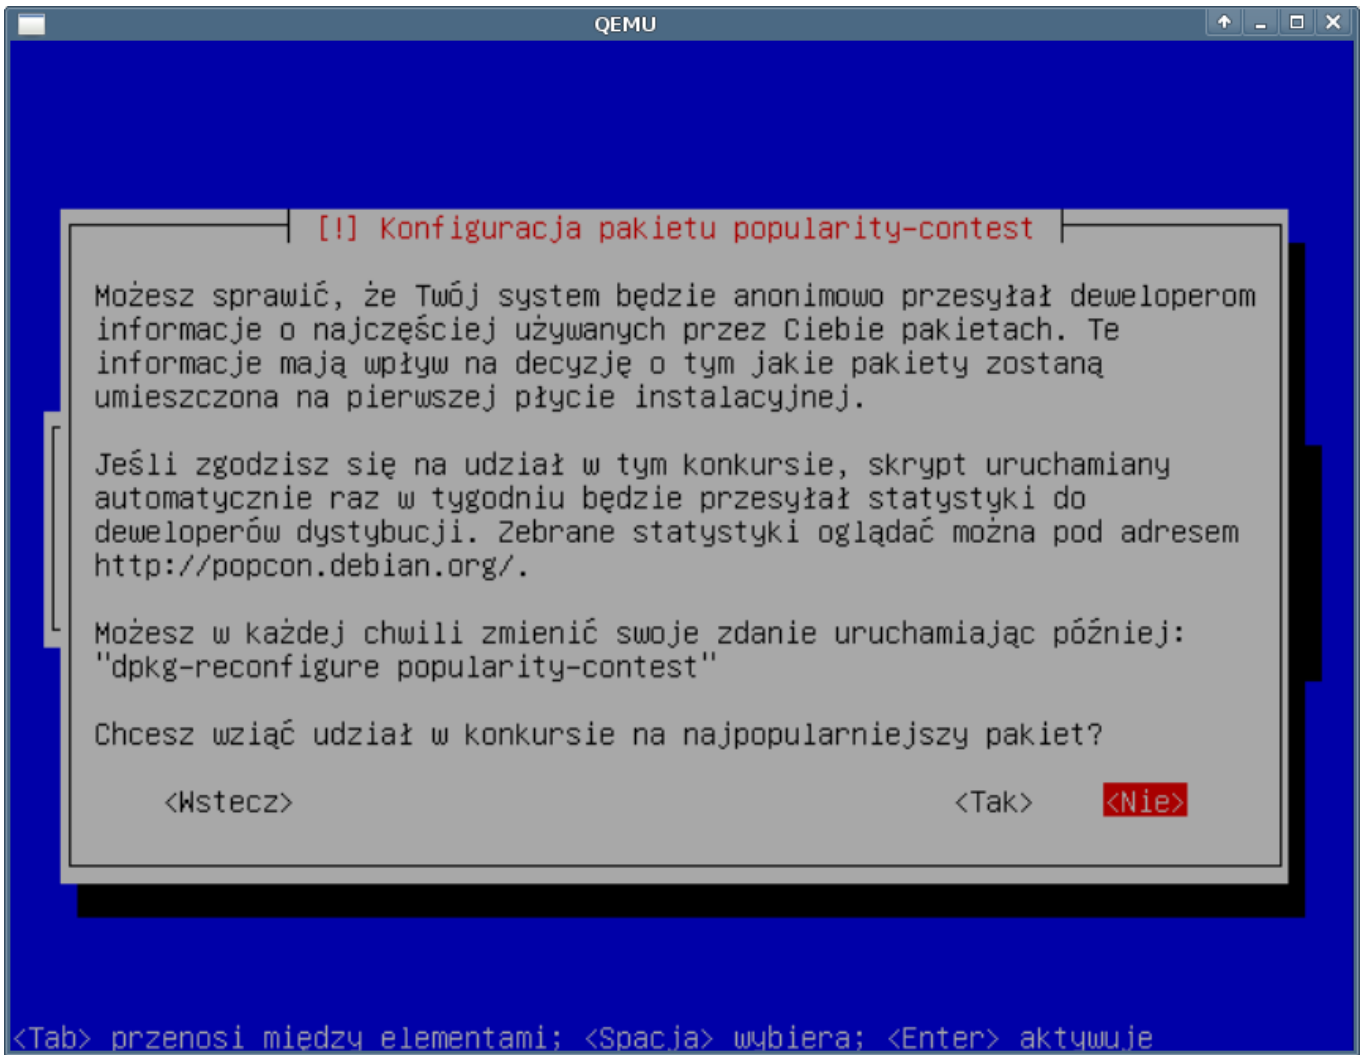 QEMU
[!] Konfiguracja pakietu popularity-contest
Możesz sprawić, że Twój system będzie anonimowo przesyłał deweloperom
informacje o najczęściej używanych przez Ciebie pakietach. Te
informacje mają wpływ na decyzję o tym jakie pakiety zostaną
umieszczona na pierwszej płycie instalacyjnej.
Jeśli zgodzisz się na udział w tym konkursie, skrypt uruchamiany
automatycznie raz w tygodniu będzie przesyłał statystyki do
deweloperów dystybucji. Zebrane statystyki oglądać można pod adresem
http://popcon.debian.org/.
Możesz w każdej chwili zmienić swoje zdanie uruchamiając później:
"dpkg-reconfigure popularity-contest"
Chcesz wziąć udział w konkursie na najpopularniejszy pakiet?
<Wstecz> <Tak> <Nie>
<Tab> przenosi między elementami; <Spacja> wybiera; <Enter> aktywuje